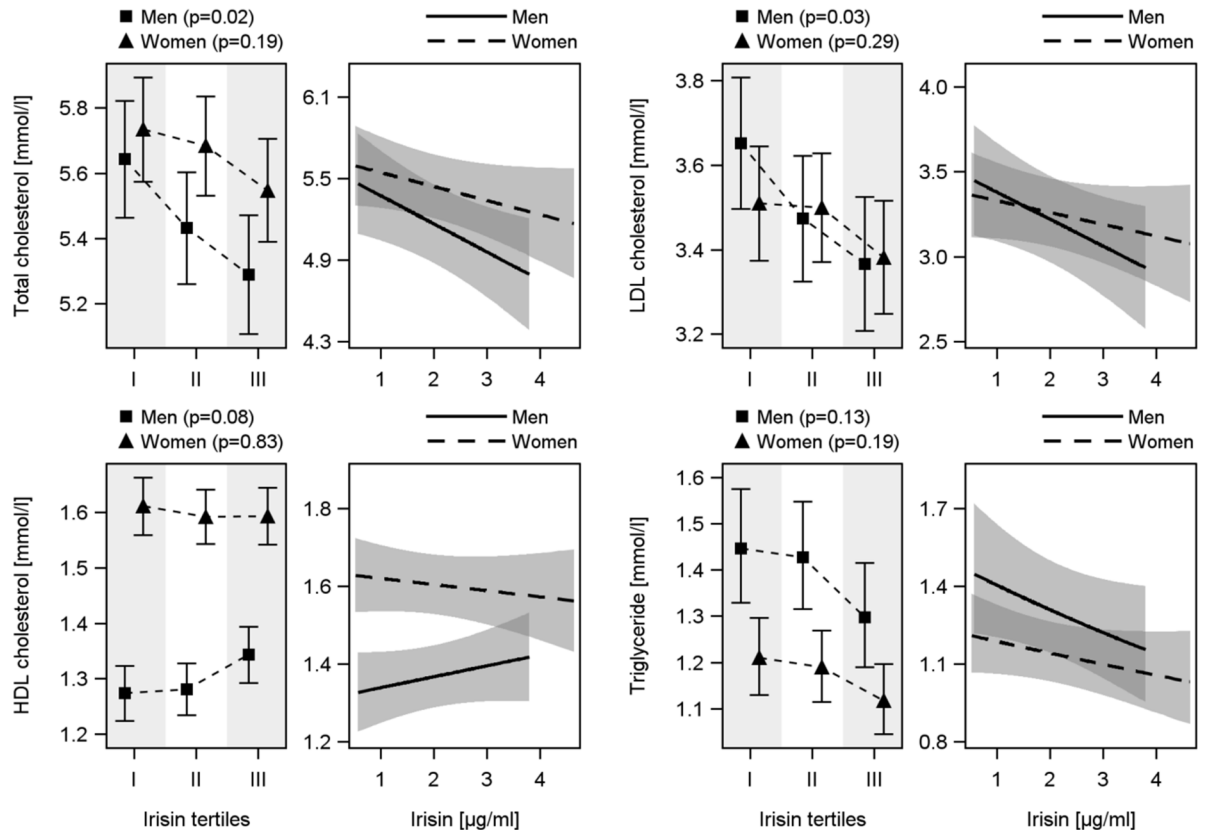 Men (p=0.02)
Women (p=0.19)
Men
Women
Total cholesterol [mmol/l]
5.8
5.6
5.4
5.2
I
II
III
6.1
5.5
4.9
4.3
1
2
3
4
Men (p=0.03)
Women (p=0.29)
Men
Women
LDL cholesterol [mmol/l]
3.8
3.6
3.4
3.2
I
II
III
4.0
3.5
3.0
2.5
1
2
3
4
Men (p=0.08)
Women (p=0.83)
Men
Women
HDL cholesterol [mmol/l]
1.6
1.5
1.4
1.3
1.2
I
II
III
Irisin tertiles
1.8
1.6
1.4
1.2
1
2
3
4
Irisin [µg/ml]
Men (p=0.13)
Women (p=0.19)
Men
Women
Triglyceride [mmol/l]
1.6
1.5
1.4
1.3
1.2
1.1
I
II
III
Irisin tertiles
1.7
1.4
1.1
0.8
1
2
3
4
Irisin [µg/ml]